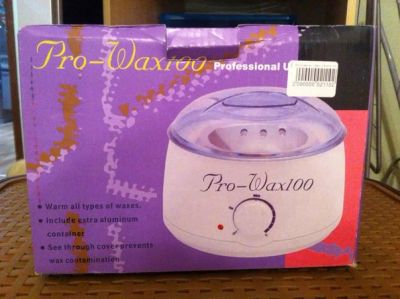 Pro-Wax100 Professional U
Pro-Wax100
• Warm all types of waxes.
• Include extra aluminum
container
• See through cover prevents
wax contamination